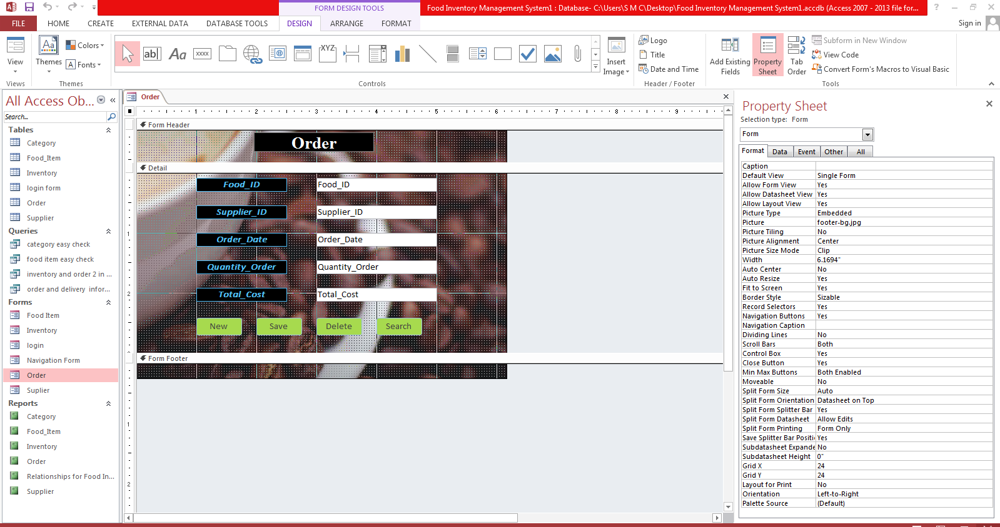 FORM DESIGN TOOLS
Food Inventory Management System1 : Database- C:\Users\S M C\Desktop\Food Inventory Management System1.accdb (Access 2007 - 2013 file for...
?
FILE HOME CREATE EXTERNAL DATA DATABASE TOOLS DESIGN ARRANGE FORMAT
Sign in
View
Views
Aa
Themes
Colors
A Fonts
Themes
ab|
Aa
xxxx
XYZ
Controls
Insert
Image
Logo
Title
Date and Time
Header / Footer
Add Existing
Fields
Property
Sheet
Tab
Order
Subform in New Window
View Code
Convert Form's Macros to Visual Basic
Tools
All Access Ob...
Search...
Tables
Category
Food_Item
Inventory
login form
Order
Supplier
Queries
category easy check
food item easy check
inventory and order 2 in ...
order and delivery infor...
Forms
Food Item
Inventory
login
Navigation Form
Order
Suplier
Reports
Category
Food_Item
Inventory
Order
Relationships for Food In...
Supplier
Order
1 2 3 4 5 6 7 8 9
Form Header
Order
Detail
Food_ID Food_ID
Supplier_ID Supplier_ID
1
Order_Date Order_Date
Quantity_Order Quantity_Order
2
Total_Cost Total_Cost
New Save Delete Search
Form Footer
1
2
Property Sheet
Selection type: Form
Form
Format Data Event Other All
Caption
Default View Single Form
Allow Form View Yes
Allow Datasheet View Yes
Allow Layout View Yes
Picture Type Embedded
Picture footer-bg.jpg
Picture Tiling No
Picture Alignment Center
Picture Size Mode Clip
Width 6.1694"
Auto Center No
Auto Resize Yes
Fit to Screen Yes
Border Style Sizable
Record Selectors Yes
Navigation Buttons Yes
Navigation Caption
Dividing Lines No
Scroll Bars Both
Control Box Yes
Close Button Yes
Min Max Buttons Both Enabled
Moveable No
Split Form Size Auto
Split Form Orientation Datasheet on Top
Split Form Splitter Bar Yes
Split Form Datasheet Allow Edits
Split Form Printing Form Only
Save Splitter Bar Positi Yes
Subdatasheet Expande No
Subdatasheet Height 0"
Grid X 24
Grid Y 24
Layout for Print No
Orientation Left-to-Right
Palette Source (Default)